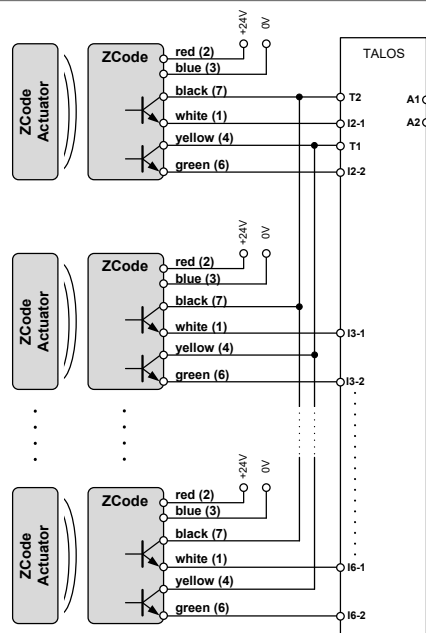 +24V
0V
ZCode
Actuator
ZCode
red (2)
blue (3)
black (7)
white (1)
yellow (4)
green (6)
TALOS
T2
A1
I2-1
A2
T1
I2-2
+24V
0V
ZCode
Actuator
ZCode
red (2)
blue (3)
black (7)
white (1)
yellow (4)
green (6)
I3-1
I3-2
+24V
0V
ZCode
Actuator
ZCode
red (2)
blue (3)
black (7)
white (1)
yellow (4)
green (6)
I6-1
I6-2